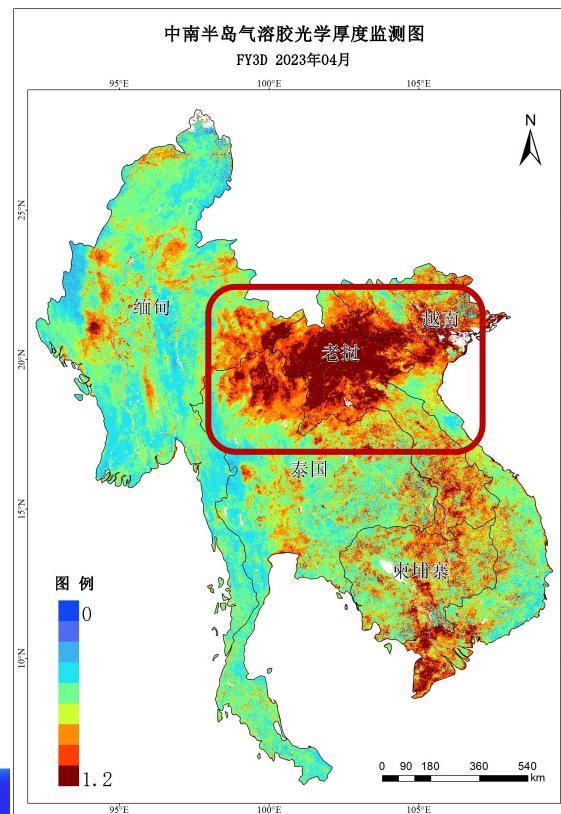 中南半岛气溶胶光学厚度监测图
FY3D 2023年04月
95°E 100°E 105°E
N
25°N
缅甸
越南
老挝
20°N
泰国
15°N
柬埔寨
图 例
0
10°N
1.2
0 90 180 360 540
km
95°E 100°E 105°E